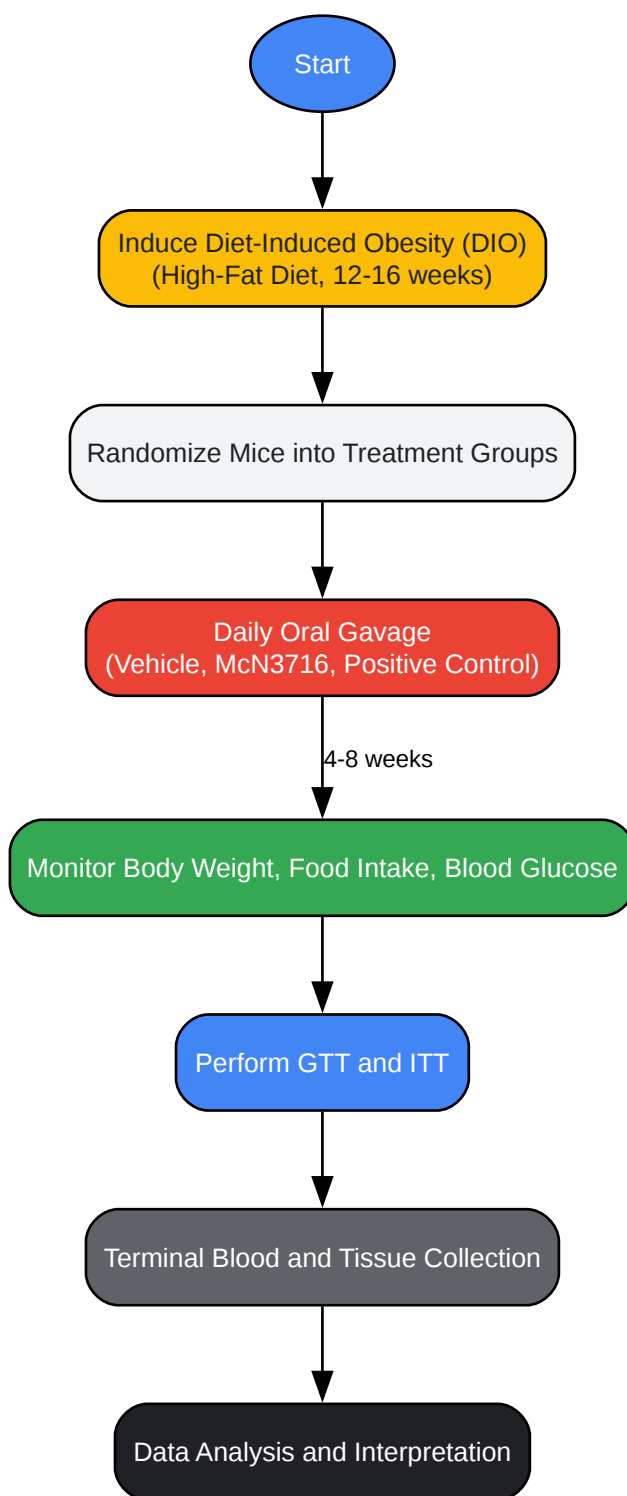 Start
Induce Diet-Induced Obesity (DIO)
(High-Fat Diet, 12-16 weeks)
Randomize Mice into Treatment Groups
Daily Oral Gavage
(Vehicle, McN3716, Positive Control)
4-8 weeks
Monitor Body Weight, Food Intake, Blood Glucose
Perform GTT and ITT
Terminal Blood and Tissue Collection
Data Analysis and Interpretation